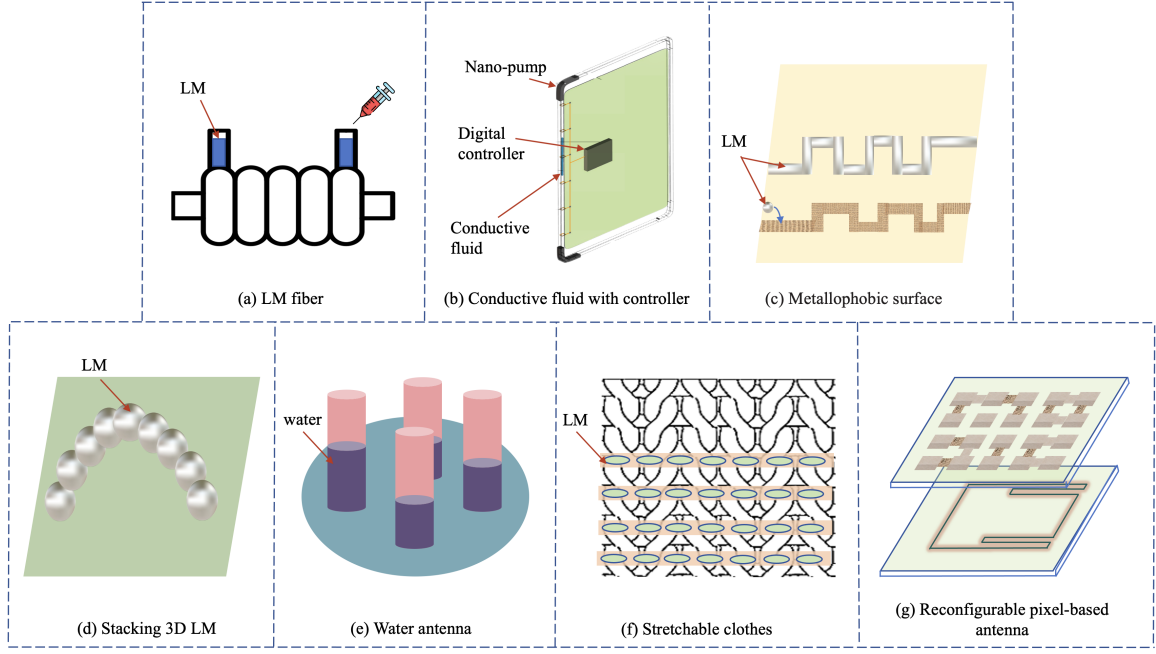 LM
(a) LM fiber
Nano-pump
Digital
controller
Conductive
fluid
(b) Conductive fluid with controller
LM
(c) Metallophobic surface
LM
(d) Stacking 3D LM
water
(e) Water antenna
LM
(f) Stretchable clothes
(g) Reconfigurable pixel-based
antenna